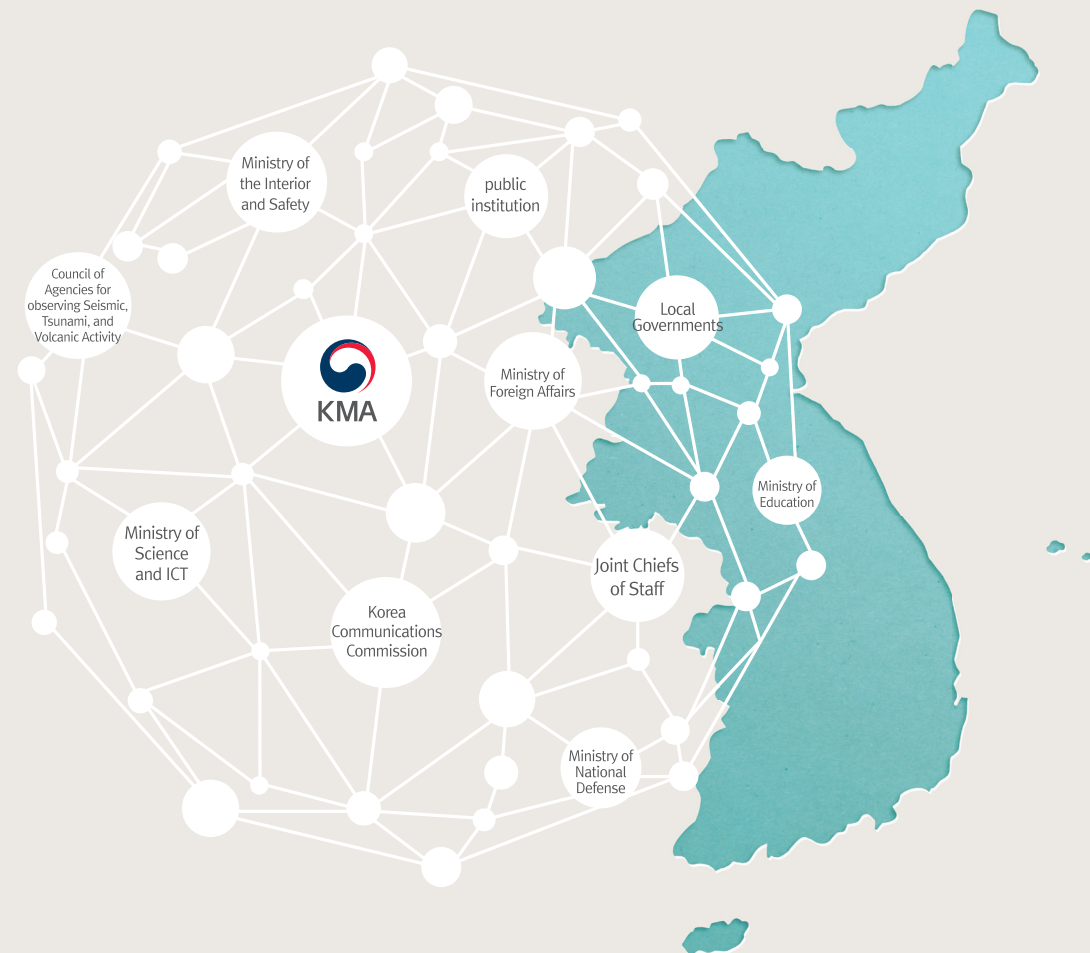 Ministry of
the Interior
and Safety
public
institution
Council of
Agencies for
observing Seismic,
Tsunami, and
Volcanic Activity
Local
Governments
KMA
Ministry of
Foreign Affairs
Ministry of
Education
Ministry of
Science
and ICT
Joint Chiefs
of Staff
Korea
Communications
Commission
Ministry of
National
Defense